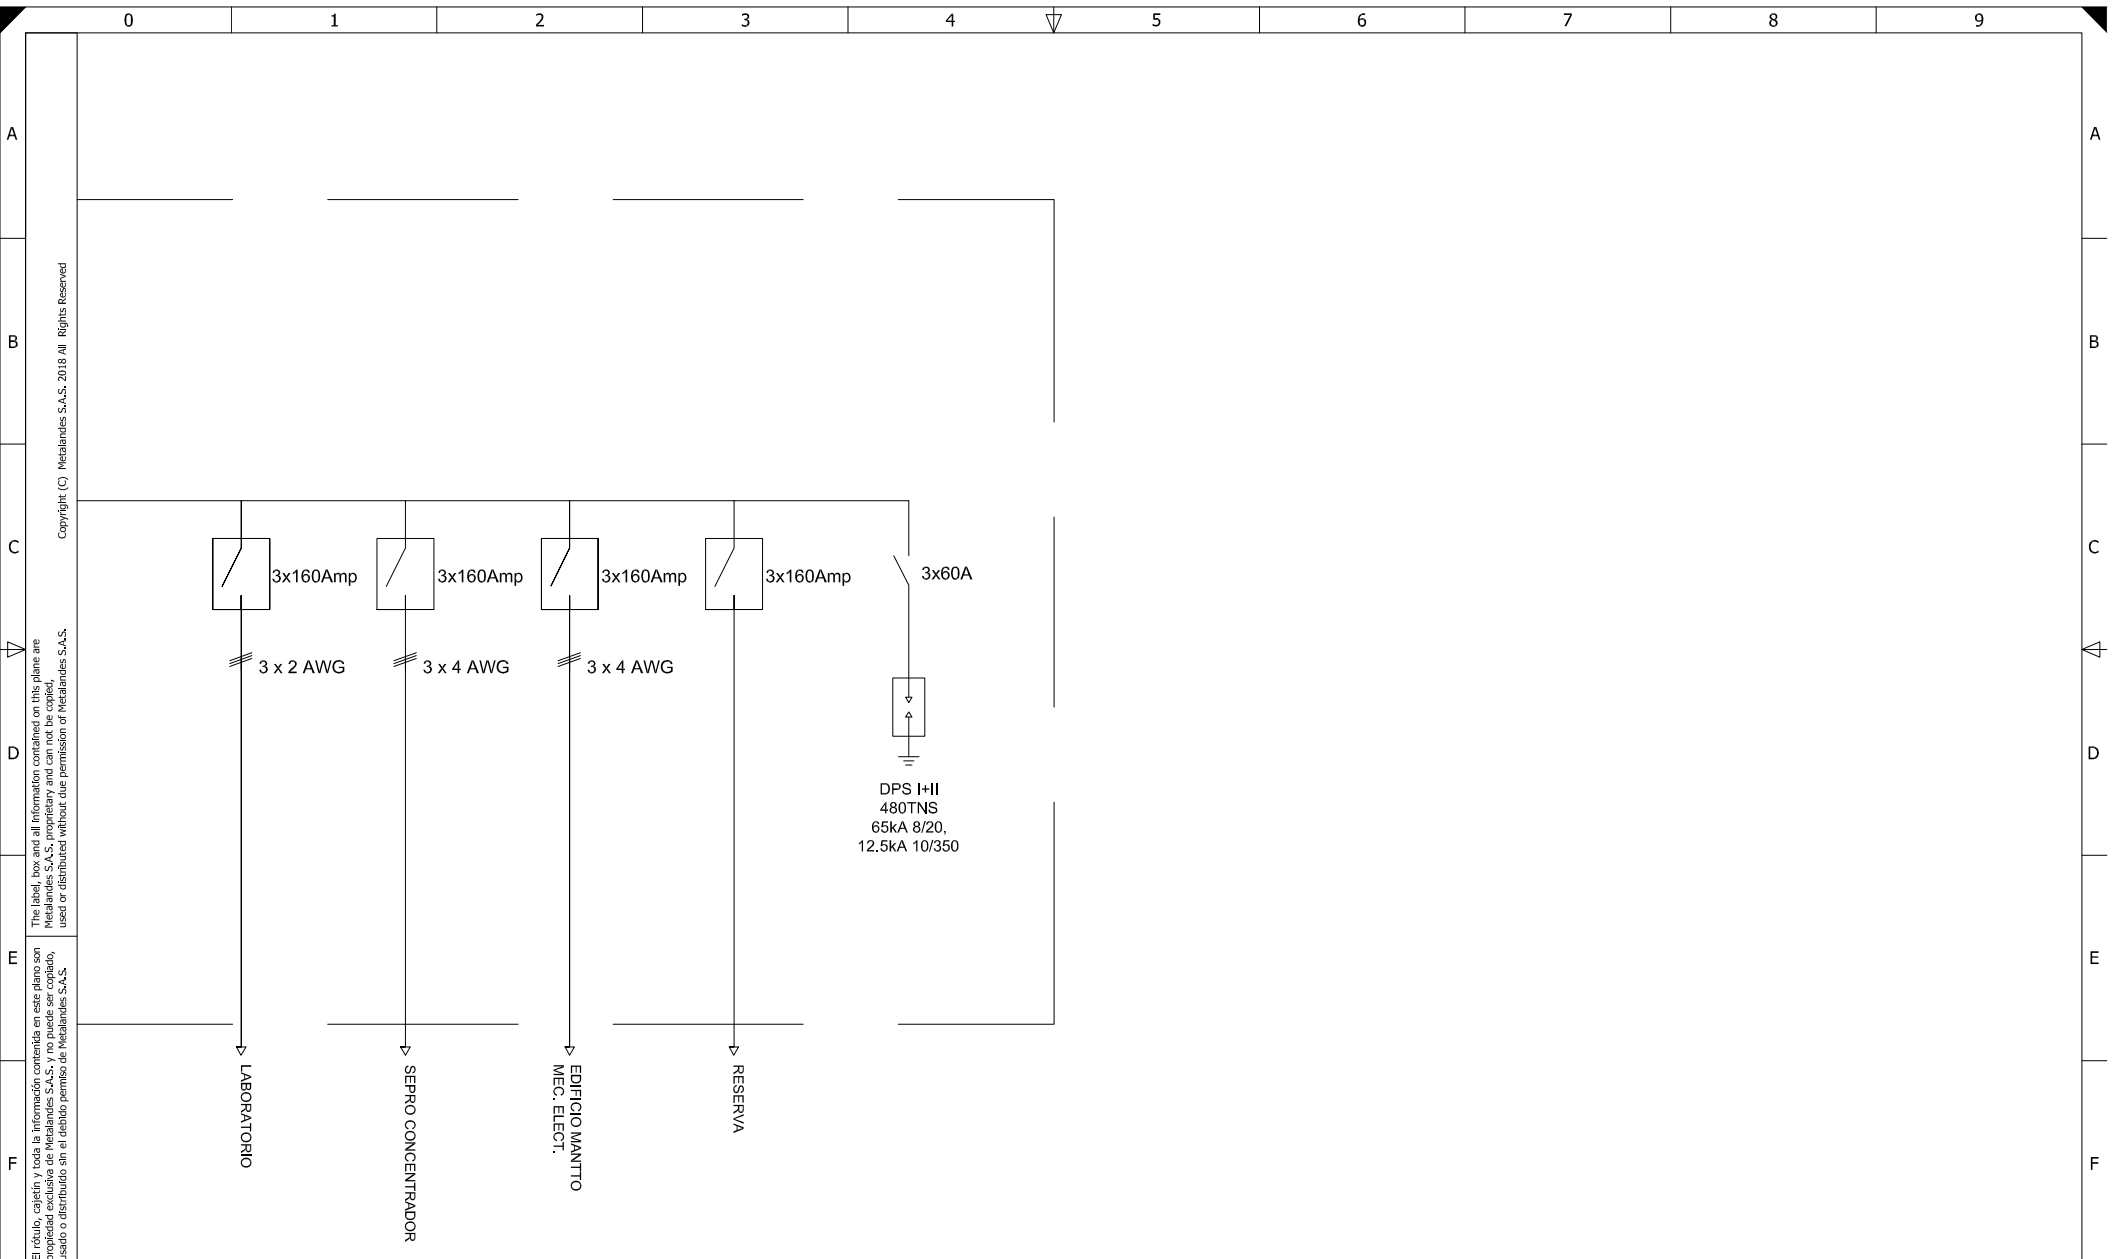 0 1 2 3 4 5 6 7 8 9
A A
B B
C C
D D
E E
F F
Copyright (C) Metalandes S.A.S. 2018 All Rights Reserved
The label, box and all information contained on this plane are
Metalandes S.A.S. proprietary and can not be copied,
used or distributed without due permission of Metalandes S.A.S.
El rótulo, cajetín y toda la información contenida en este plano son
propiedad exclusiva de Metalandes S.A.S. y no puede ser copiado,
usado o distribuido sin el debido permiso de Metalandes S.A.S.
3x160Amp 3x160Amp 3x160Amp 3x160Amp 3x60A
3 x 2 AWG 3 x 4 AWG 3 x 4 AWG
DPS I+II
480TNS
65kA 8/20,
12.5kA 10/350
LABORATORIO
SEPRO CONCENTRADOR
EDIFICIO MANTTO
MEC. ELECT.
RESERVA